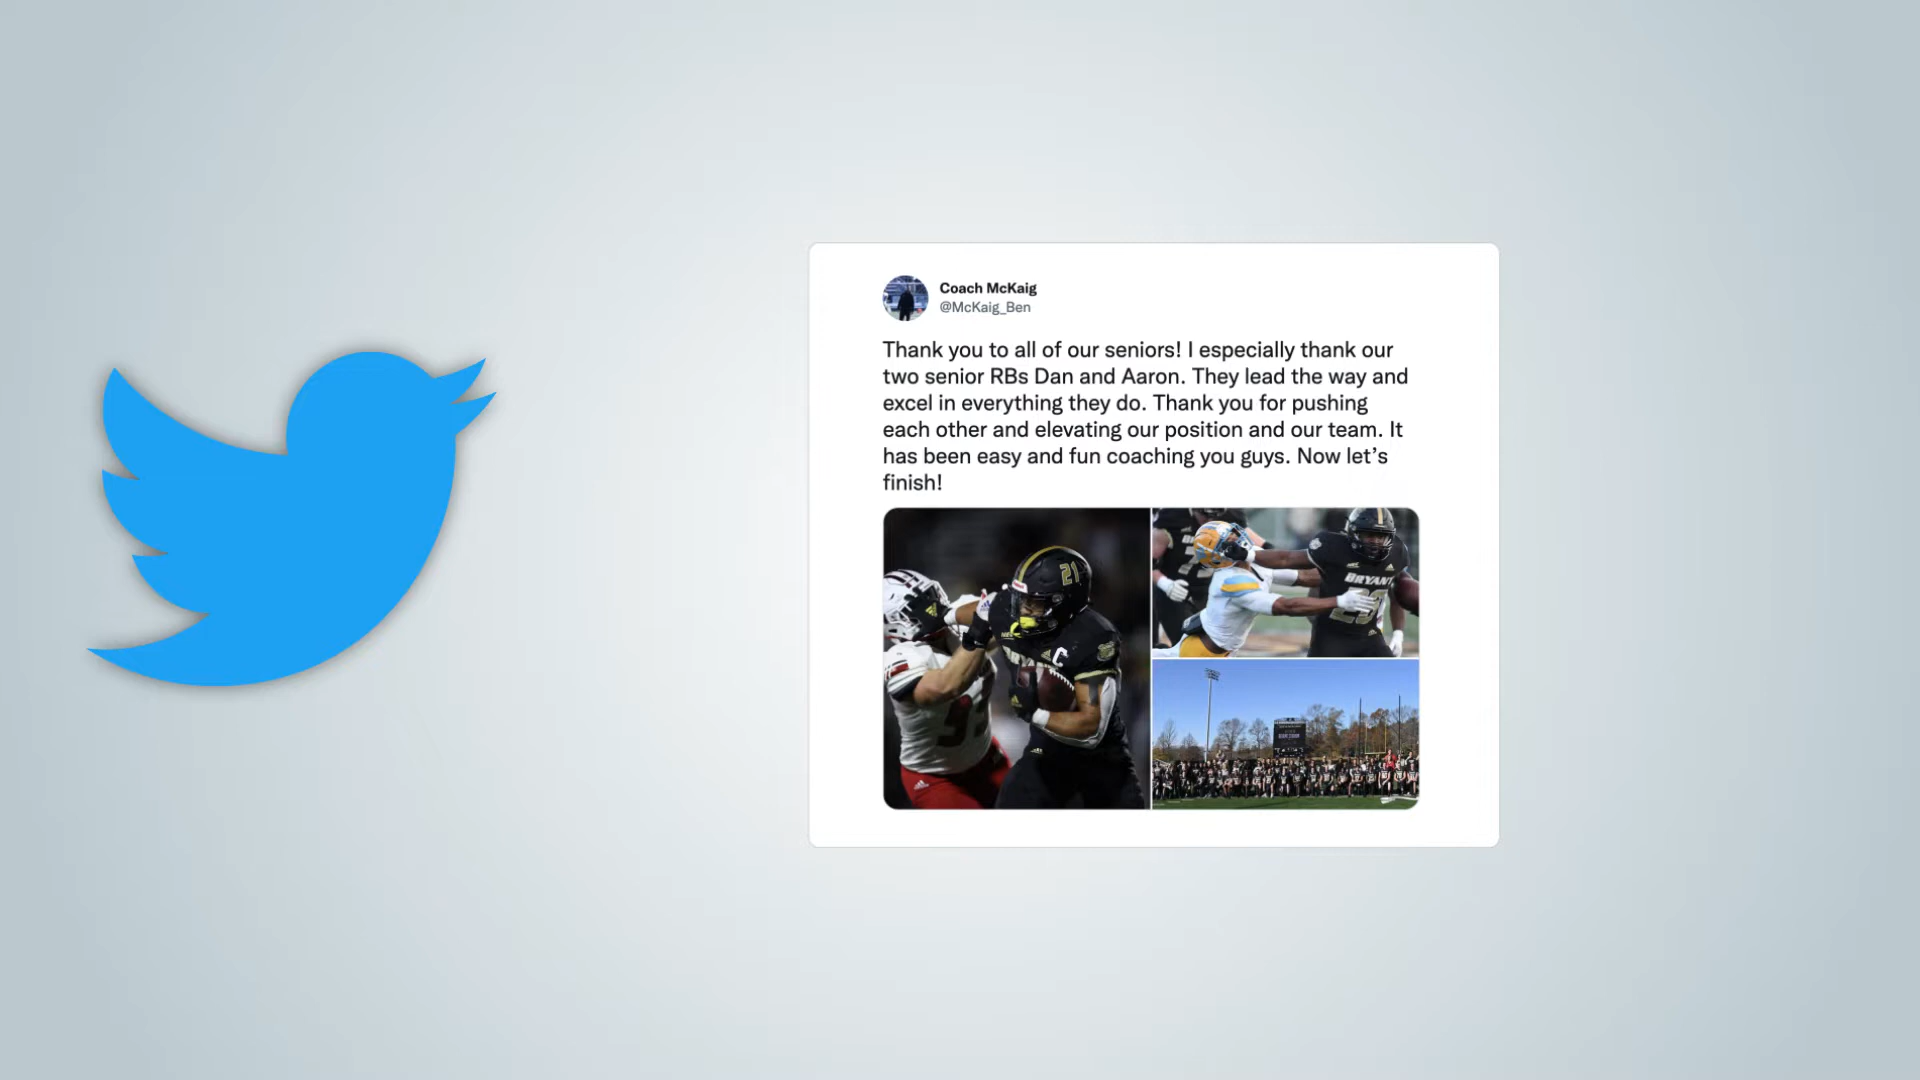 Coach McKaig
@McKaig_Ben
Thank you to all of our seniors! I especially thank our
two senior RBs Dan and Aaron. They lead the way and
excel in everything they do. Thank you for pushing
each other and elevating our position and our team. It
has been easy and fun coaching you guys. Now let’s
finish!
21
C
BRYANT